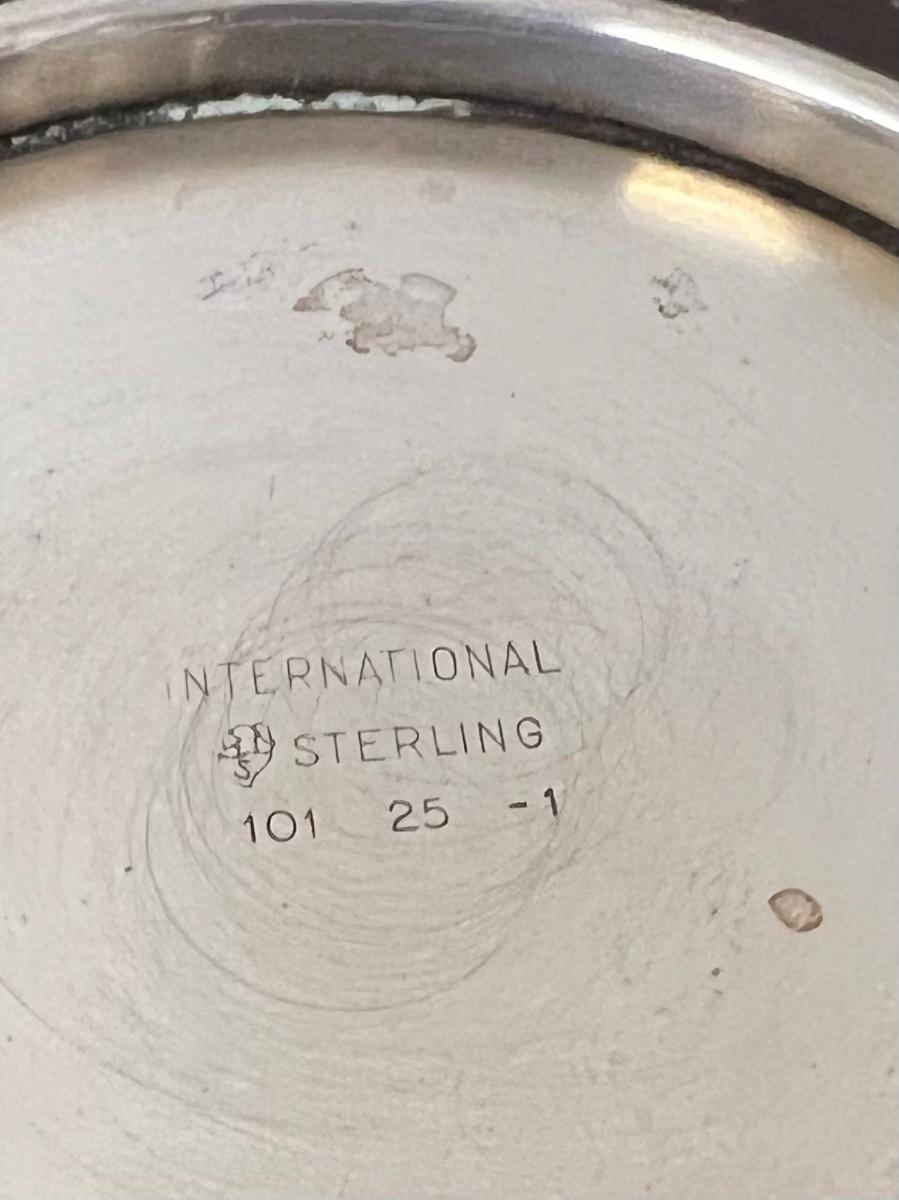 INTERNATIONAL
STERLING
101 25 -1